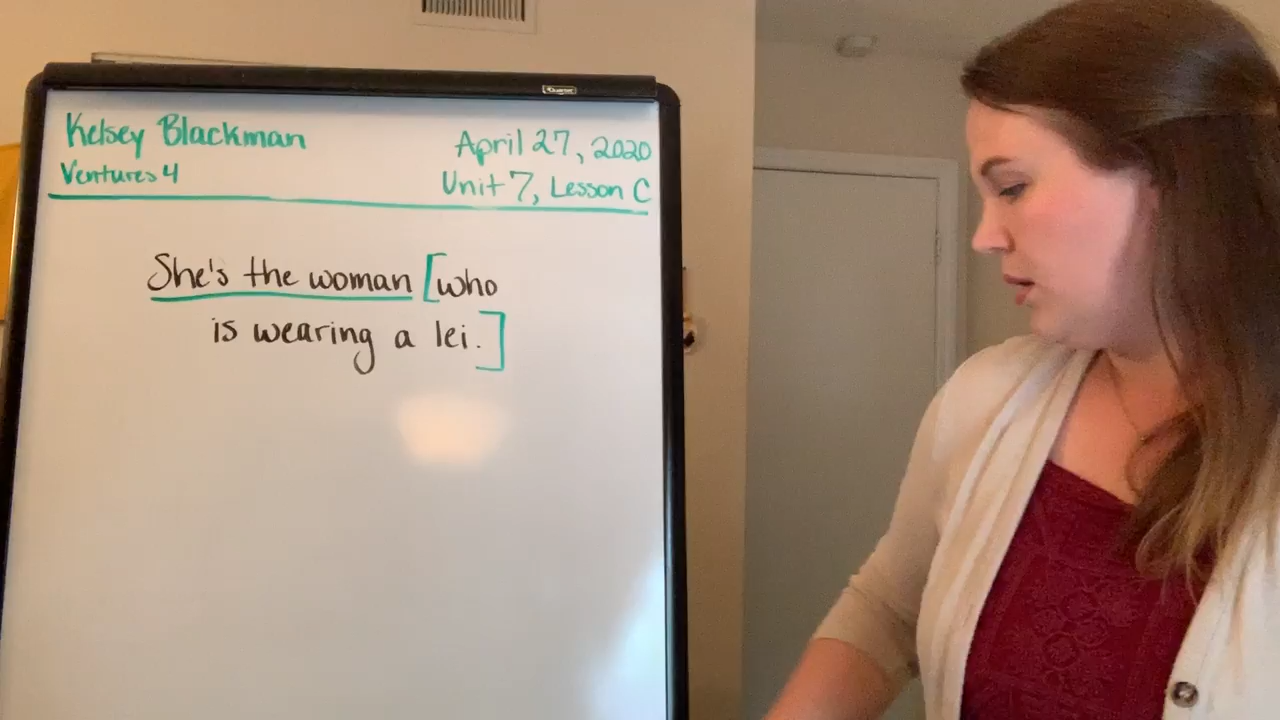 Kelsey Blackman
April 27, 2020
Ventures 4
Unit 7, Lesson C
She's the woman [who
is wearing a lei.]